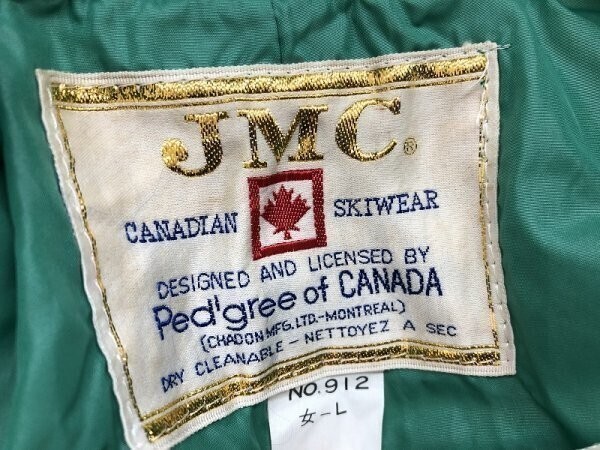 JMC®
CANADIAN SKIWEAR
DESIGNED AND LICENSED BY
Ped'gree of CANADA
(CHADON MFG. LTD.-MONTREAL)
DRY CLEANABLE - NETTOYEZ A SEC
NO.912
女-L